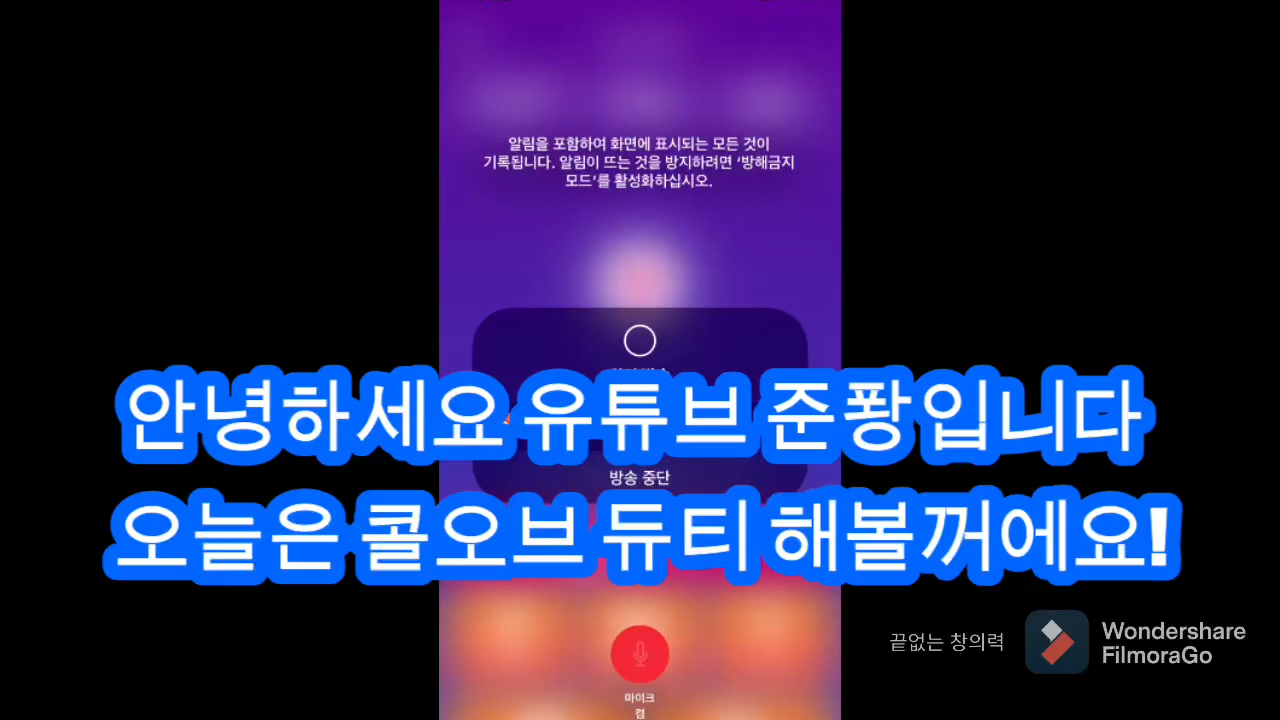 알림을 포함하여 화면에 표시되는 모든 것이
기록됩니다. 알림이 뜨는 것을 방지하려면 ‘방해금지
모드’를 활성화하십시오.
안녕하세요 유튜브 준퐝입니다
방송 중단
오늘은 콜오브 듀티 해볼꺼에요!
끝없는 창의력
Wondershare
FilmoraGo
마이크
켬